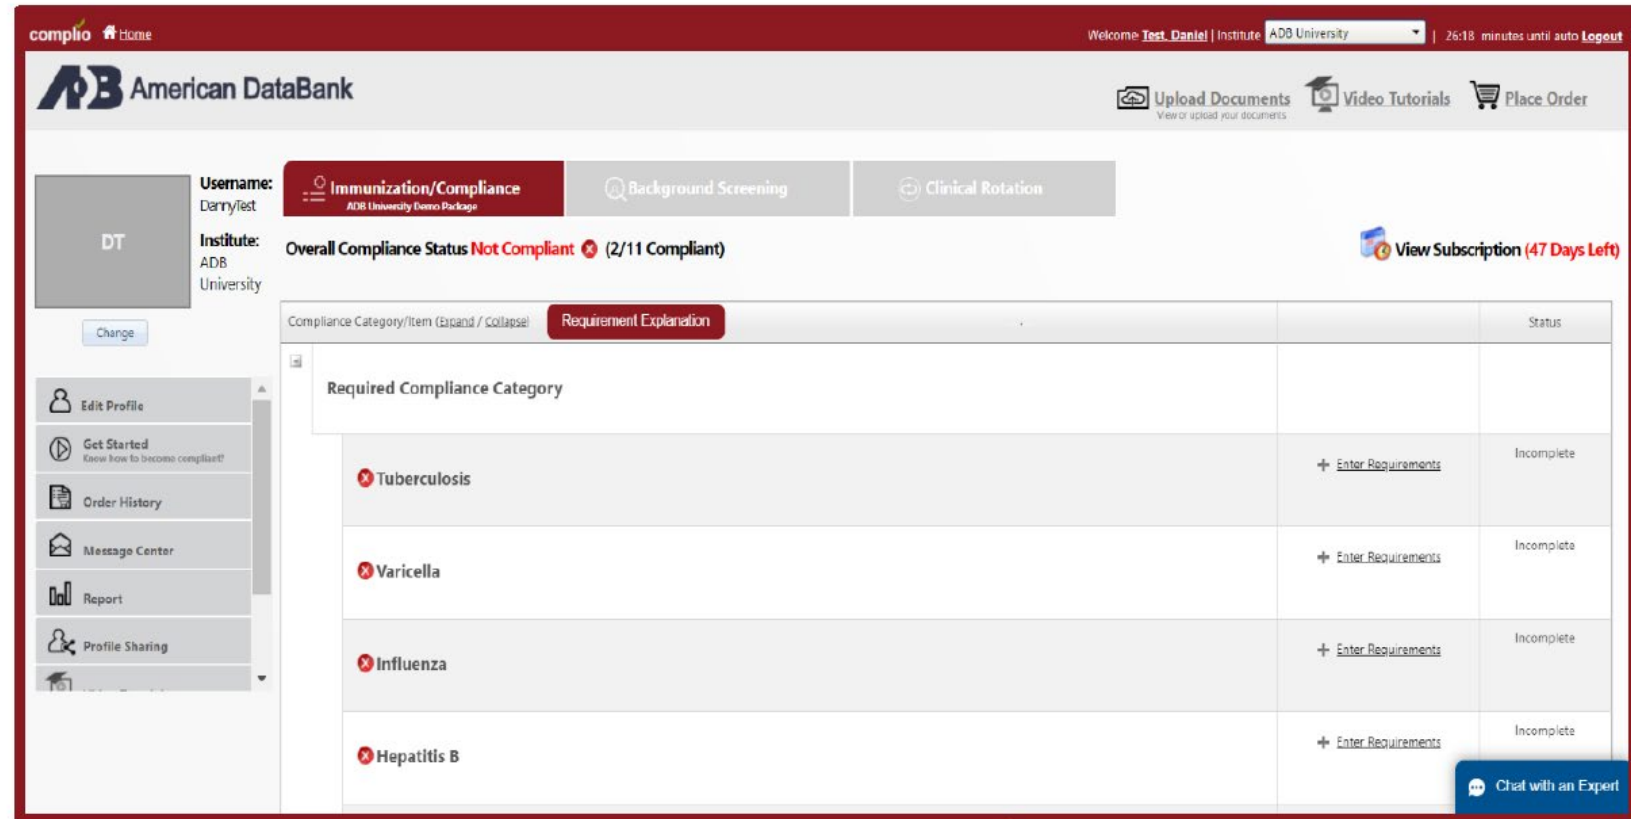 complio Home
Welcome Test, Daniel | Institute ADB University | 26:18 minutes until auto Logout
ADB American DataBank
Upload Documents
View or upload your documents
Video Tutorials
Place Order
DT
Username:
DannyTest
Institute:
ADB
University
Change
Immunization/Compliance
ADB University Demo Package
Background Screening
Clinical Rotation
Overall Compliance Status Not Compliant (2/11 Compliant)
View Subscription (47 Days Left)
Compliance Category/Item (Expand / Collapse)
Requirement Explanation
Status
Edit Profile
Get Started
Know how to become compliant?
Order History
Message Center
Report
Profile Sharing
Required Compliance Category
Tuberculosis
Enter Requirements
Incomplete
Varicella
Enter Requirements
Incomplete
Influenza
Enter Requirements
Incomplete
Hepatitis B
Enter Requirements
Incomplete
Chat with an Expert